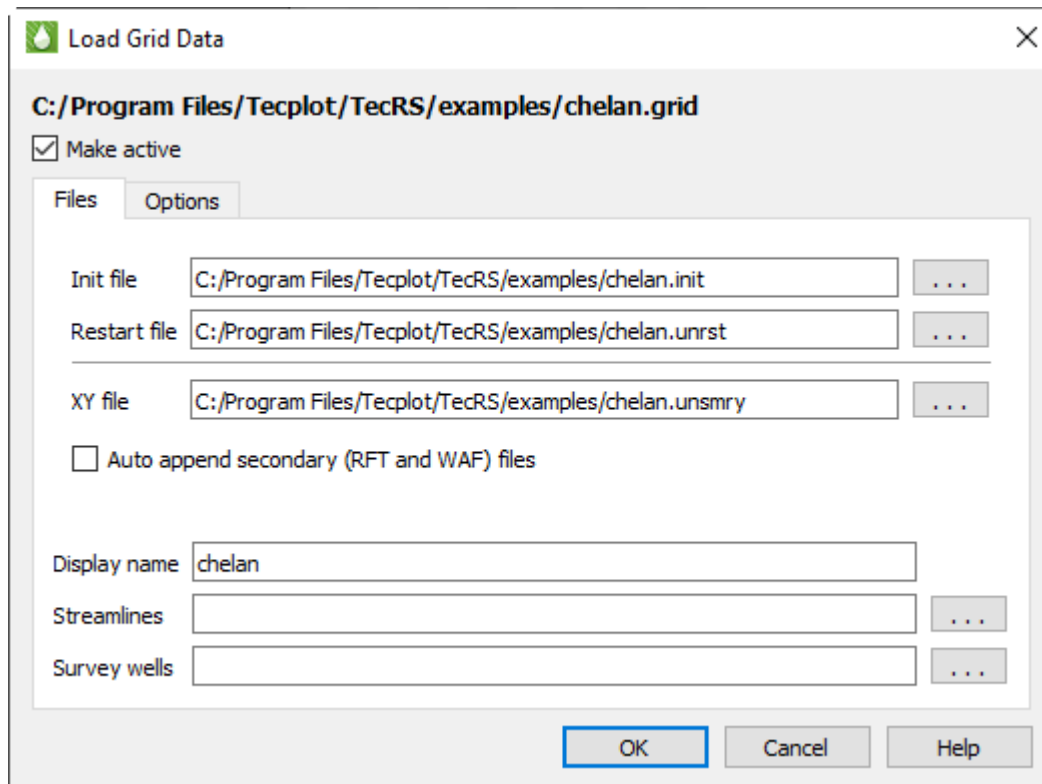 Load Grid Data
C:/Program Files/Tecplot/TecRS/examples/chelan.grid
Make active
Files Options
Init file C:/Program Files/Tecplot/TecRS/examples/chelan.init ...
Restart file C:/Program Files/Tecplot/TecRS/examples/chelan.unrst ...
XY file C:/Program Files/Tecplot/TecRS/examples/chelan.unsmry ...
Auto append secondary (RFT and WAF) files
Display name chelan
Streamlines ...
Survey wells ...
OK Cancel Help